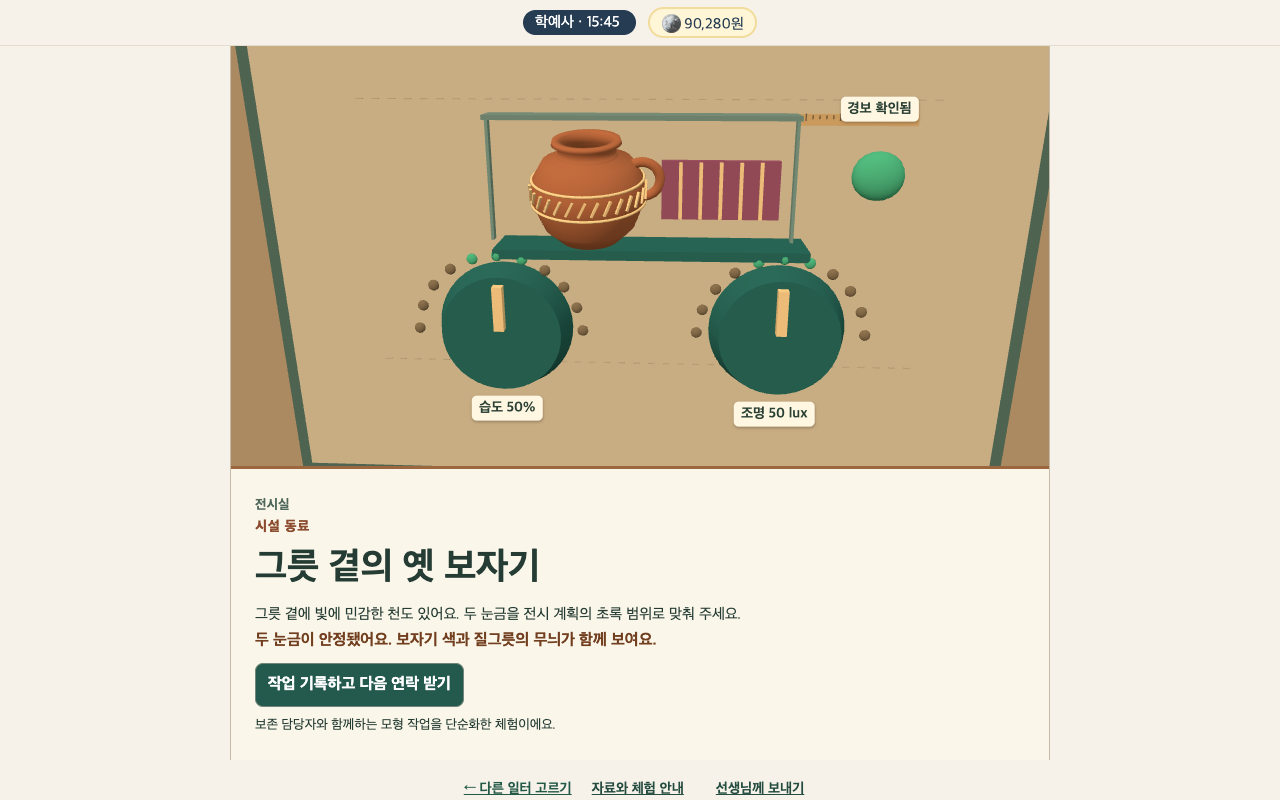 학예사 · 15:45
90,280원
경보 확인됨
습도 50%
조명 50 lux
전시실
시설 동료
그릇 곁의 옛 보자기
그릇 곁에 빛에 민감한 천도 있어요. 두 눈금을 전시 계획의 초록 범위로 맞춰 주세요.
두 눈금이 안정됐어요. 보자기 색과 질그릇의 무늬가 함께 보여요.
작업 기록하고 다음 연락 받기
보존 담당자와 함께하는 모형 작업을 단순화한 체험이에요.
← 다른 일터 고르기 자료와 체험 안내 선생님께 보내기